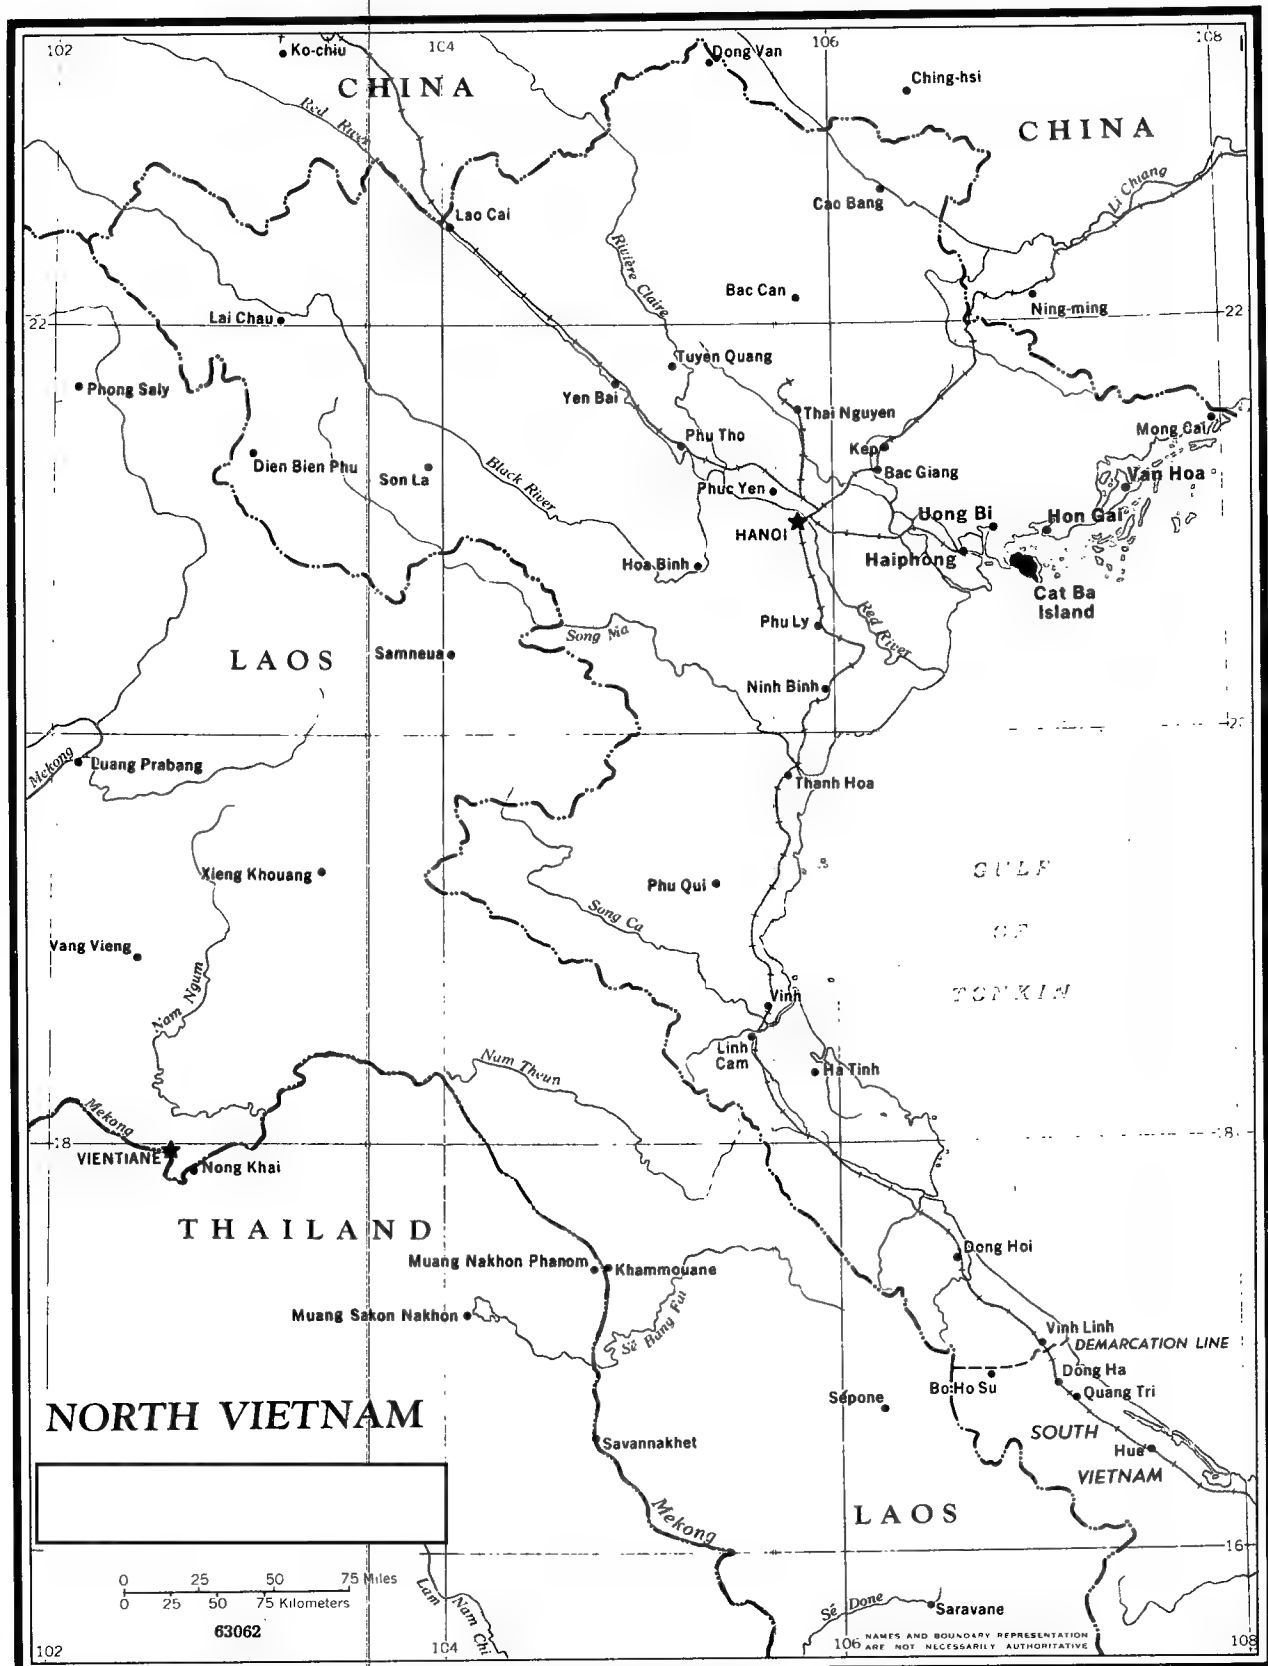 102
Ko-chiu
104
106
108
Dong Van
CHINA
Ching-hsi
Red River
CHINA
Li Chiang
Cao Bang
Lao Cai
Rivière Claire
Bac Can
Ning-ming
Lai Chau
22
22
Tuyen Quang
Phong Saly
Yen Bai
Thai Nguyen
Mong Cai
Phu Tho
Kep
Dien Bien Phu
Son La
Black River
Bac Giang
Van Hoa
Phuc Yen
Uong Bi
Hon Gai
HANOI
Haiphong
Hoa Binh
Cat Ba
Island
Phu Ly
Red River
Song Ma
LAOS
Samneua
Ninh Binh
Mekong
Luang Prabang
Thanh Hoa
Xieng Khouang
Phu Qui
GULF
OF
TONKIN
Song Ca
Vang Vieng
Nam Ngum
Vinh
Linh
Cam
Ha Tinh
Nam Theun
Mekong
18
18
VIENTIANE
Nong Khai
THAILAND
Dong Hoi
Muang Nakhon Phanom
Khammouane
Muang Sakon Nakhon
Sé Bang Fai
Vinh Linh
DEMARCATION LINE
Dong Ha
Bo Ho Su
Quang Tri
Sepone
NORTH VIETNAM
SOUTH
VIETNAM
Hue
Savannakhet
Mekong
LAOS
16
0 25 50 75 Miles
0 25 50 75 Kilometers
63062
Lam Nam Chi
Sé Done
Saravane
102
104
106
NAMES AND BOUNDARY REPRESENTATION
ARE NOT NECESSARILY AUTHORITATIVE
108